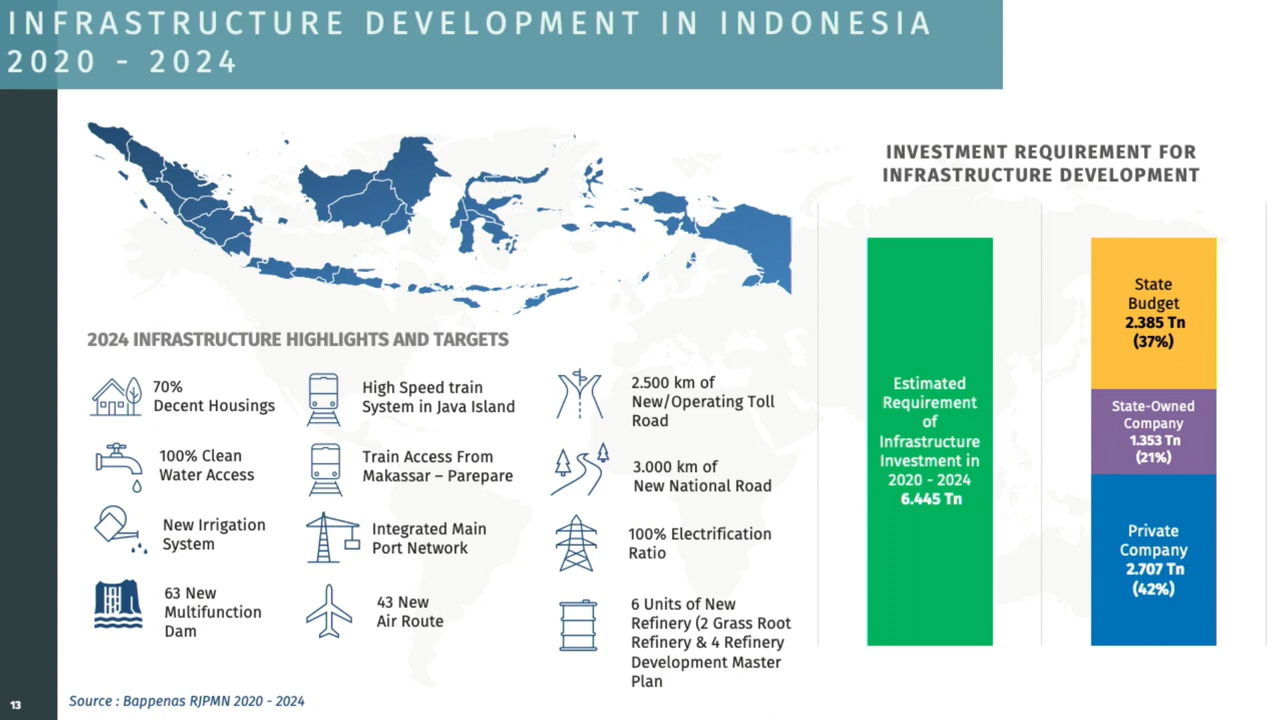 INFRASTRUCTURE DEVELOPMENT IN INDONESIA
2020 - 2024
INVESTMENT REQUIREMENT FOR
INFRASTRUCTURE DEVELOPMENT
2024 INFRASTRUCTURE HIGHLIGHTS AND TARGETS
70%
Decent Housings
100% Clean
Water Access
New Irrigation
System
63 New
Multifunction
Dam
High Speed train
System in Java Island
Train Access From
Makassar – Parepare
Integrated Main
Port Network
43 New
Air Route
2.500 km of
New/Operating Toll
Road
3.000 km of
New National Road
100% Electrification
Ratio
6 Units of New
Refinery (2 Grass Root
Refinery & 4 Refinery
Development Master
Plan
Estimated
Requirement
of
Infrastructure
Investment in
2020 - 2024
6.445 Tn
State
Budget
2.385 Tn
(37%)
State-Owned
Company
1.353 Tn
(21%)
Private
Company
2.707 Tn
(42%)
13
Source : Bappenas RJPMN 2020 - 2024